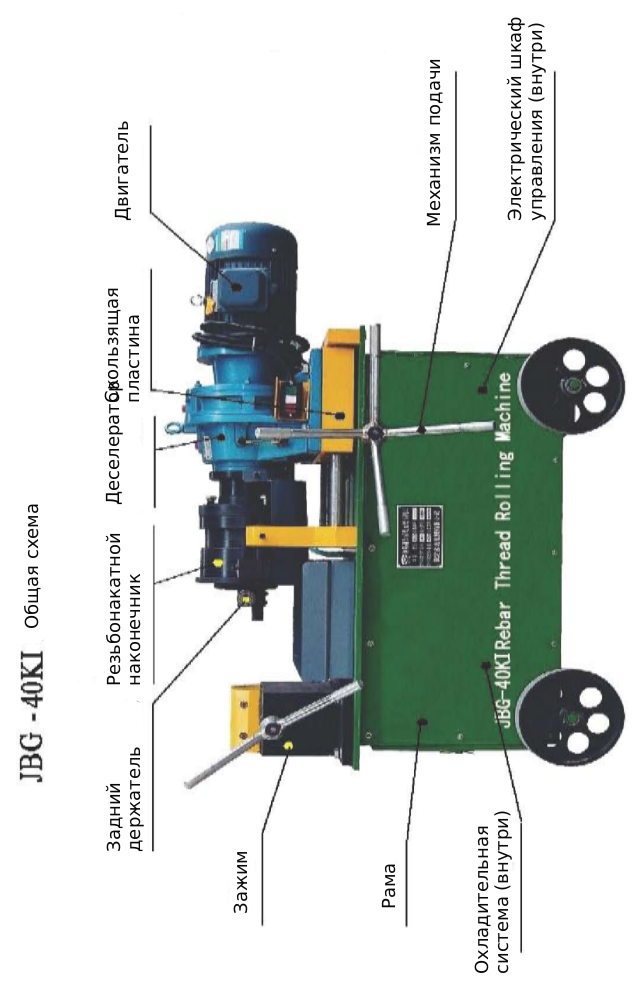 JBG - 40KI Общая схема
Задний
держатель
Резьбонакатной
наконечник
Деселератор
Скользящая
пластина
Двигатель
Механизм подачи
Электрический шкаф
управления (внутри)
Зажим
Рама
Охладительная
система (внутри)
JBG-40KI Rebar Thread Rolling Machine